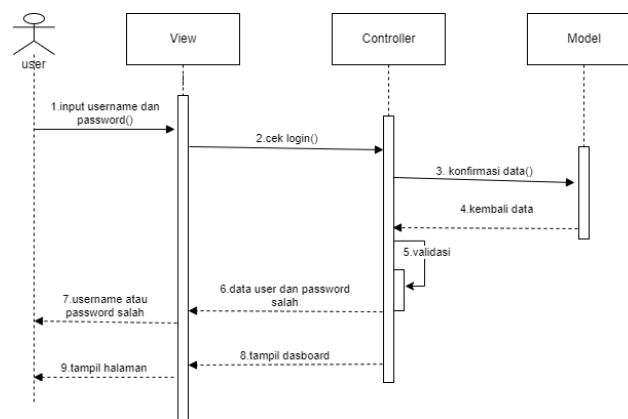 View
Controller
Model
user
1.input username dan
password()
2.cek login()
3. konfirmasi data()
4.kembali data
5.validasi
6.data user dan password
salah
7.username atau
password salah
8.tampil dasboard
9.tampil halaman